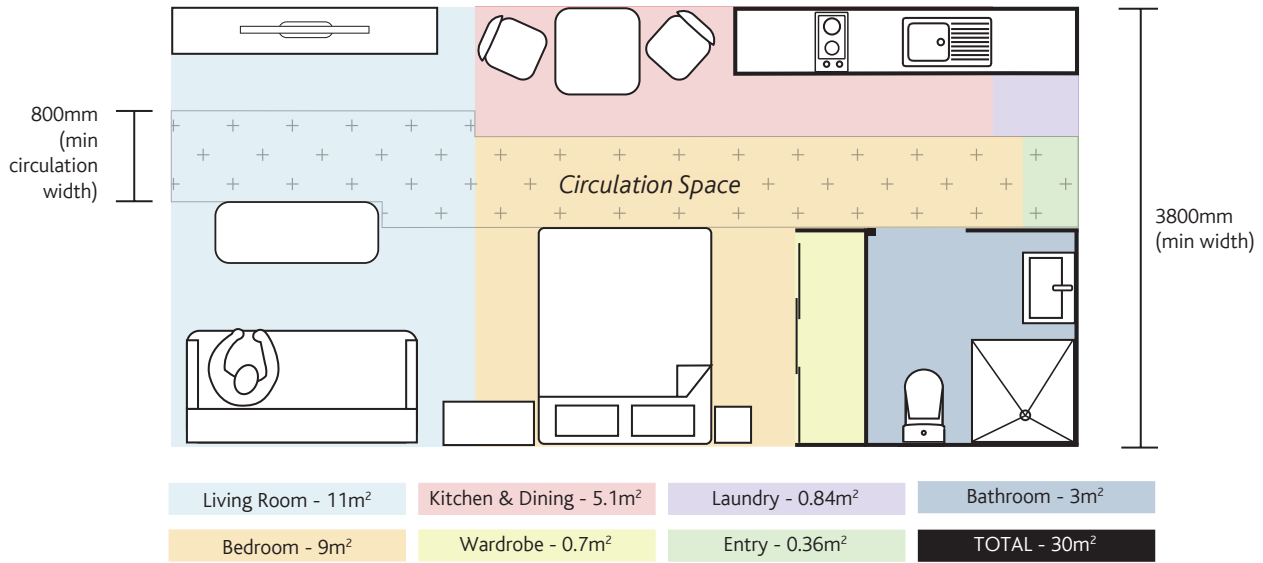 800mm
(min
circulation
width)
Circulation Space
3800mm
(min width)
Living Room - 11m²
Kitchen & Dining - 5.1m²
Laundry - 0.84m²
Bathroom - 3m²
Bedroom - 9m²
Wardrobe - 0.7m²
Entry - 0.36m²
TOTAL - 30m²